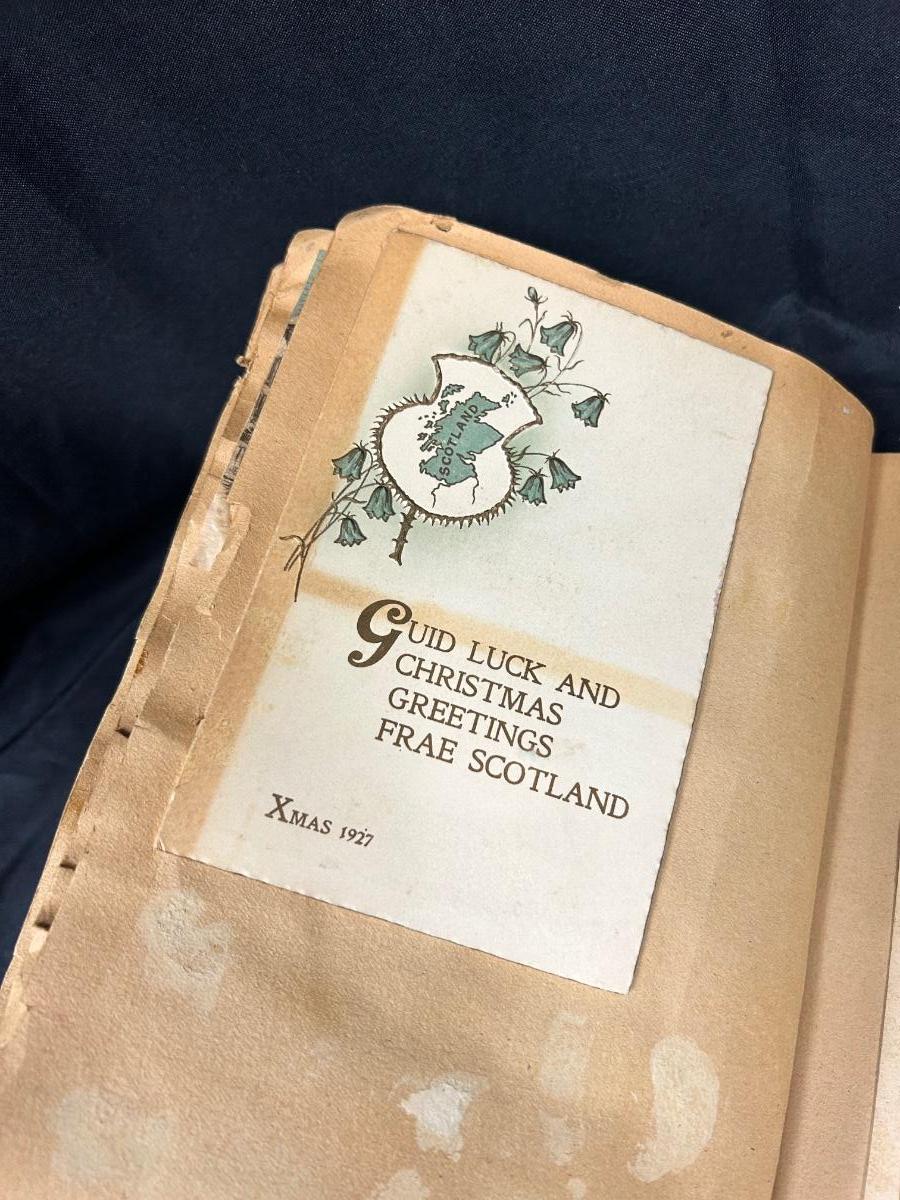 SCOTLAND
GUID LUCK AND
CHRISTMAS
GREETINGS
FRAE SCOTLAND
XMAS 1927